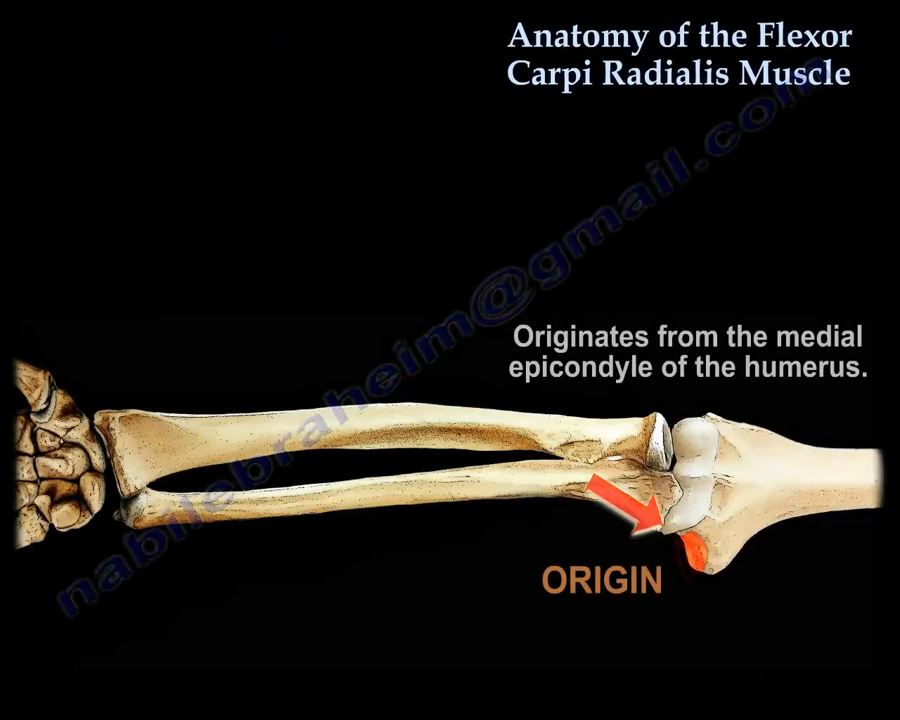 Anatomy of the Flexor
Carpi Radialis Muscle
nabilebraheim@gmail.com
Originates from the medial
epicondyle of the humerus.
ORIGIN